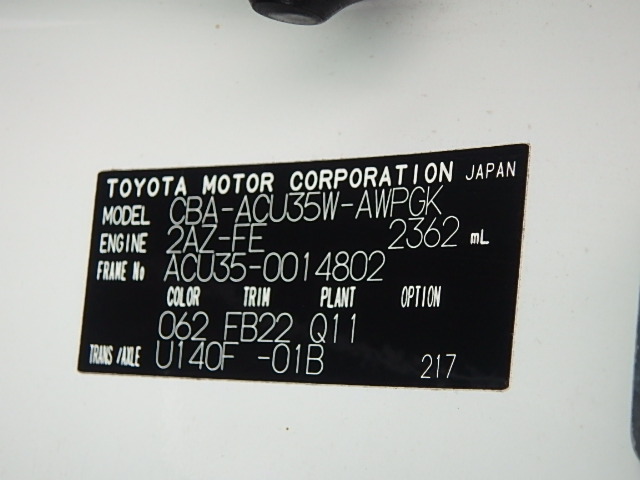 TOYOTA MOTOR CORPORATION JAPAN
MODEL CBA-ACU35W-AWPGK
ENGINE 2AZ-FE 2362 mL
FRAME No ACU35-0014802
COLOR TRIM PLANT OPTION
062 FB22 Q11
TRANS/AXLE U140F -01B 217